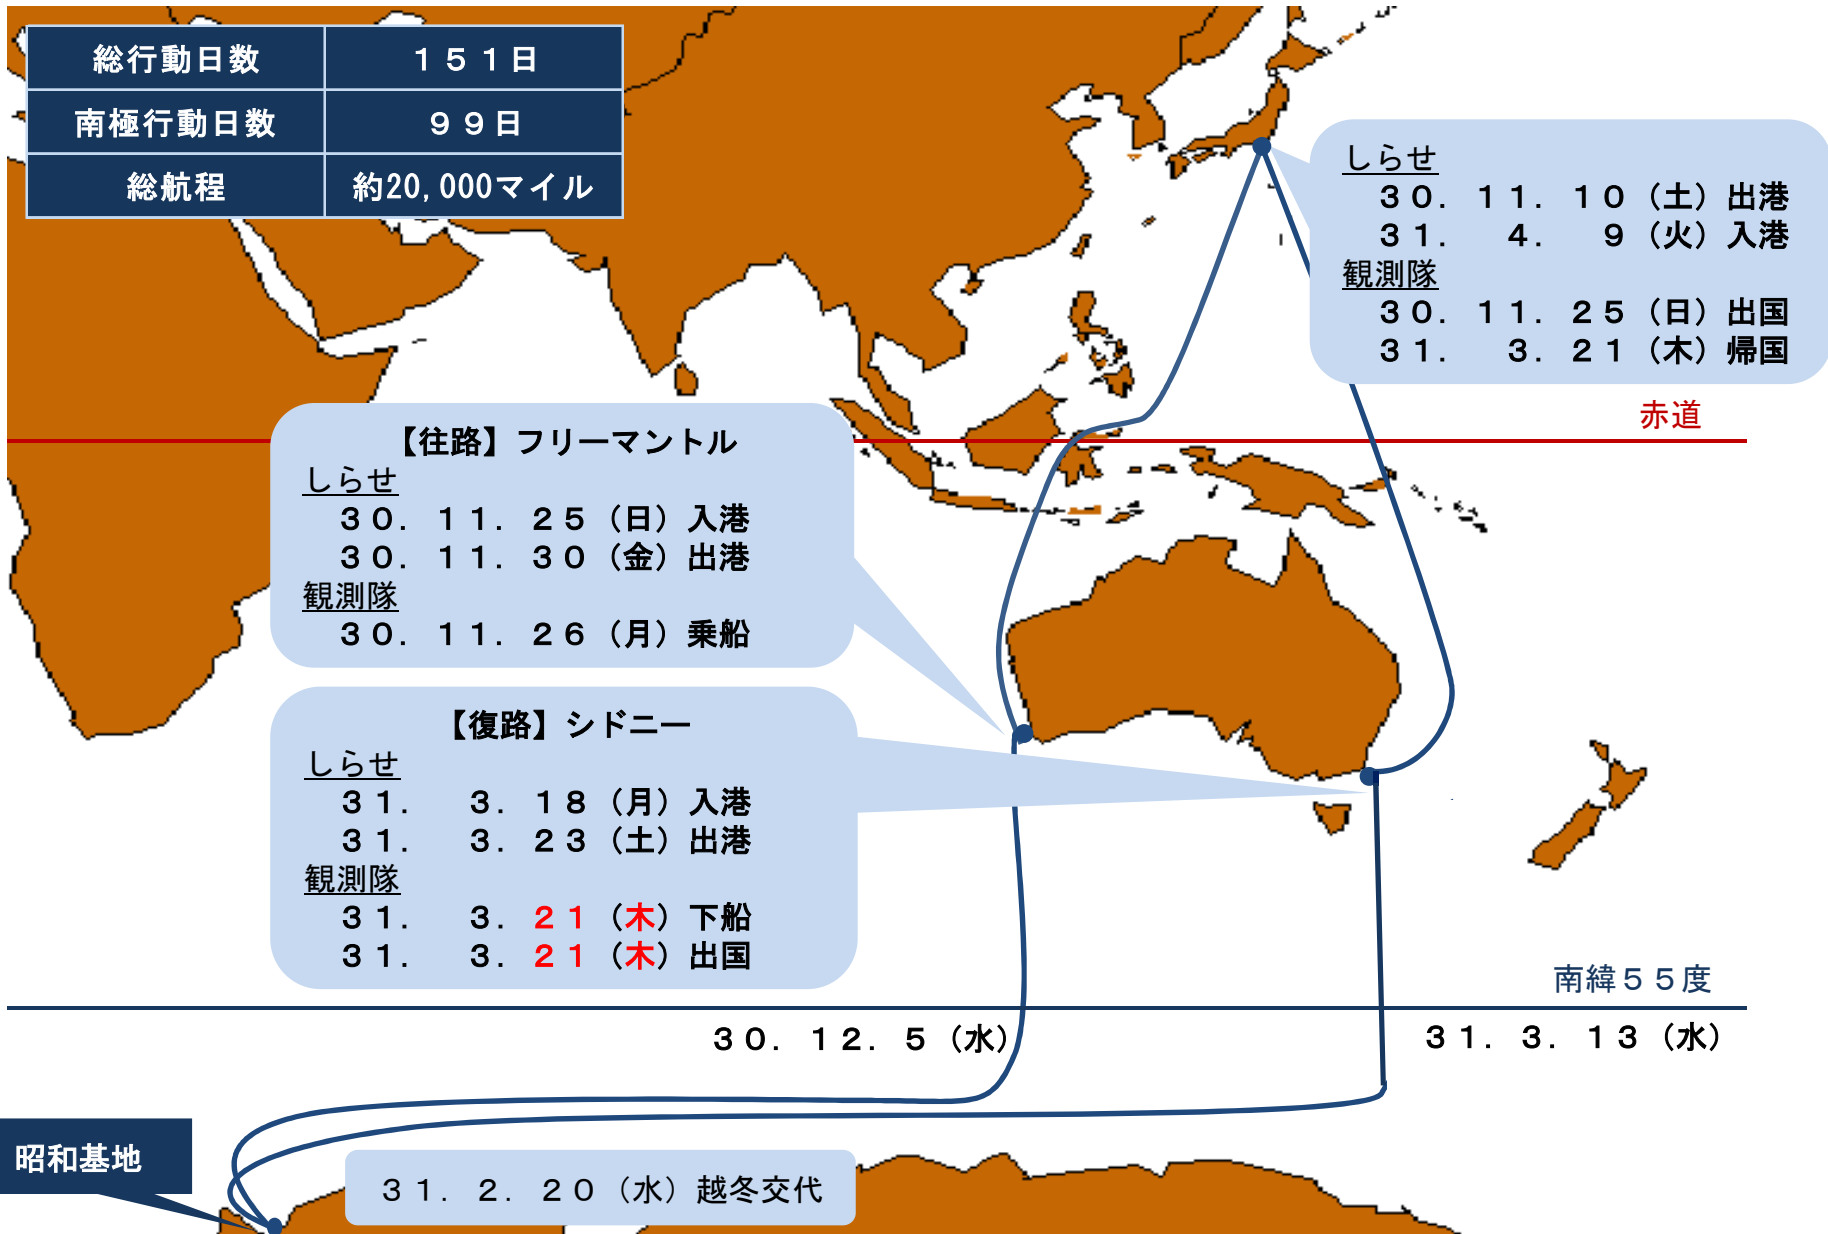 総行動日数 １５１日
南極行動日数 ９９日
総航程 約20,000マイル
しらせ
３０．１１．１０（土）出港
３１．　４．　９（火）入港
観測隊
３０．１１．２５（日）出国
３１．　３．２１（木）帰国
赤道
【往路】フリーマントル
しらせ
３０．１１．２５（日）入港
３０．１１．３０（金）出港
観測隊
３０．１１．２６（月）乗船
【復路】シドニー
しらせ
３１．　３．１８（月）入港
３１．　３．２３（土）出港
観測隊
３１．　３．２１（木）下船
３１．　３．２１（木）出国
南緯５５度
３０．１２．５（水）
３１．３．１３（水）
昭和基地
３１．２．２０（水）越冬交代